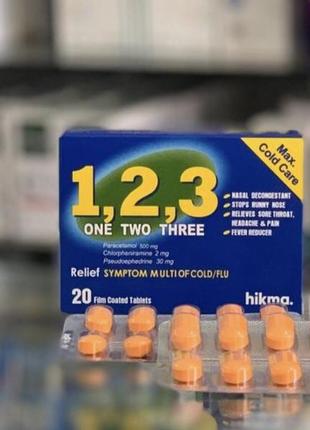 Max.
Cold Care
1,2,3
ONE TWO THREE
Paracetamol 500 mg
Chlorpheniramine 2 mg
Pseudoephedrine 30 mg
• NASAL DECONGESTANT
• STOPS RUNNY NOSE
• RELIEVES SORE THROAT,
HEADACHE & PAIN
• FEVER REDUCER
Relief SYMPTOM MULTI OF COLD/FLU
20 Film Coated Tablets
hikma.